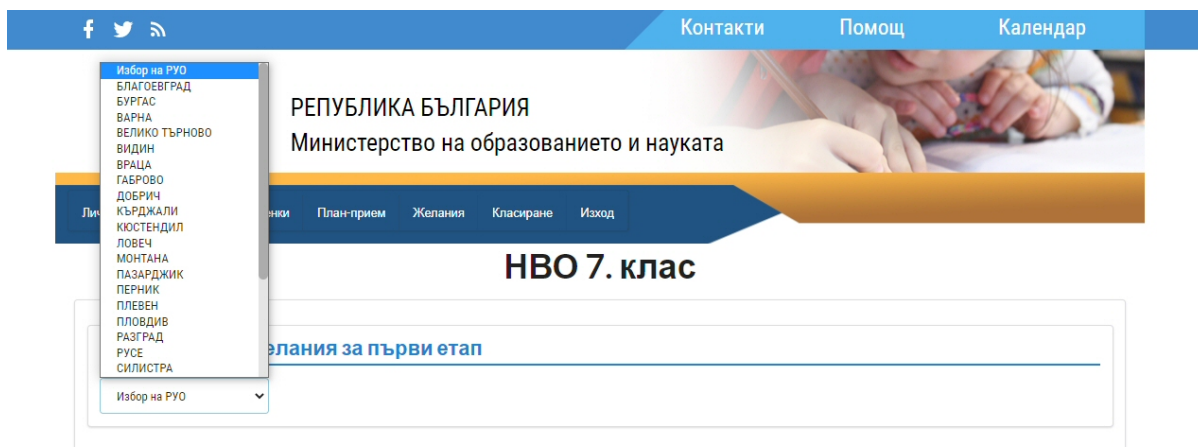 Контакти Помощ Календар
Избор на РУО
БЛАГОЕВГРАД
БУРГАС
ВАРНА
ВЕЛИКО ТЪРНОВО
ВИДИН
ВРАЦА
ГАБРОВО
ДОБРИЧ
КЪРДЖАЛИ
КЮСТЕНДИЛ
ЛОВЕЧ
МОНТАНА
ПАЗАРДЖИК
ПЕРНИК
ПЛЕВЕН
ПЛОВДИВ
РАЗГРАД
РУСЕ
СИЛИСТРА
РЕПУБЛИКА БЪЛГАРИЯ
Министерство на образованието и науката
План-прием Желания Класиране Изход
НВО 7. клас
за първи етап
Избор на РУО